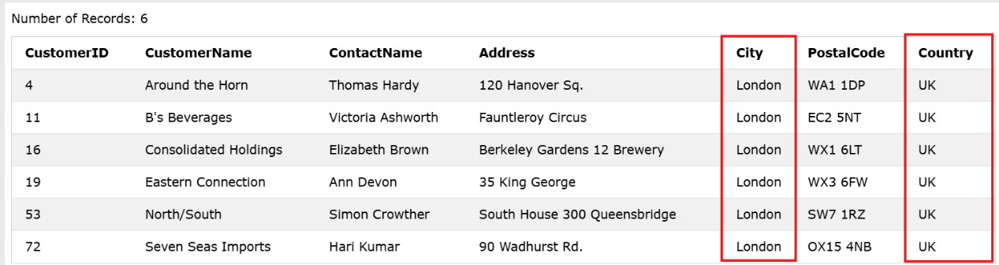 Number of Records: 6
CustomerID CustomerName ContactName Address City PostalCode Country
4 Around the Horn Thomas Hardy 120 Hanover Sq. London WA1 1DP UK
11 B's Beverages Victoria Ashworth Fauntleroy Circus London EC2 5NT UK
16 Consolidated Holdings Elizabeth Brown Berkeley Gardens 12 Brewery London WX1 6LT UK
19 Eastern Connection Ann Devon 35 King George London WX3 6FW UK
53 North/South Simon Crowther South House 300 Queensbridge London SW7 1RZ UK
72 Seven Seas Imports Hari Kumar 90 Wadhurst Rd. London OX15 4NB UK